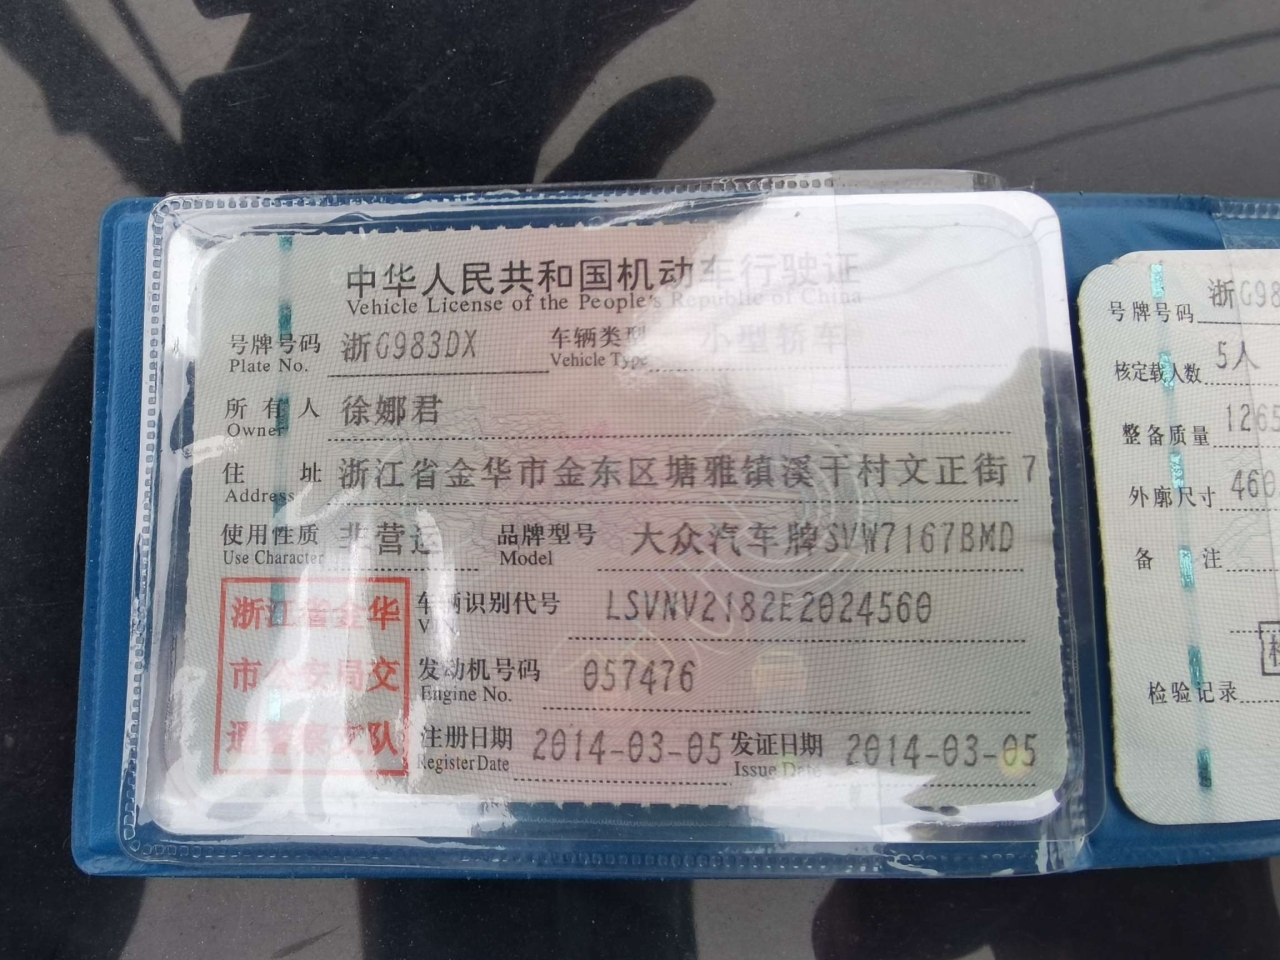 中华人民共和国机动车行驶证
Vehicle License of the People's Republic of China
号牌号码 浙G983DX 车辆类型 小型轿车
Plate No. Vehicle Type
所有人 徐娜君
Owner
住址 浙江省金华市金东区塘雅镇溪干村文正街7
Address
使用性质 非营运 品牌型号 大众汽车牌SVW7167BMD
Use Character Model
车辆识别代号 LSVNV2182E2024560
发动机号码 057476
Engine No.
注册日期 2014-03-05 发证日期 2014-03-05
Register Date Issue Date
浙江省金华
市公安局交
通警察支队
号牌号码 浙G98
核定载人数 5人
整备质量 1265
外廓尺寸 460
备注
检验记录